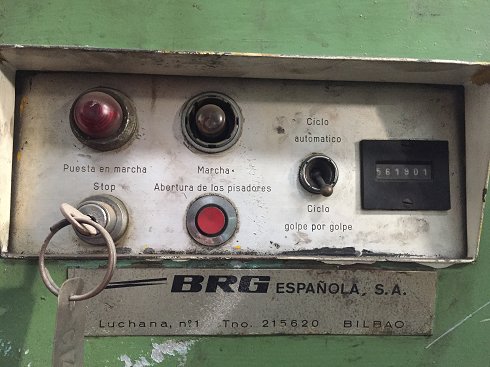 Ciclo
automatico
Puesta en marcha
Marcha
Stop
Abertura de los pisadores
Ciclo
golpe por golpe
561901
BRG ESPAÑOLA, S.A.
Luchana, nº1 Tno. 215620 BILBAO